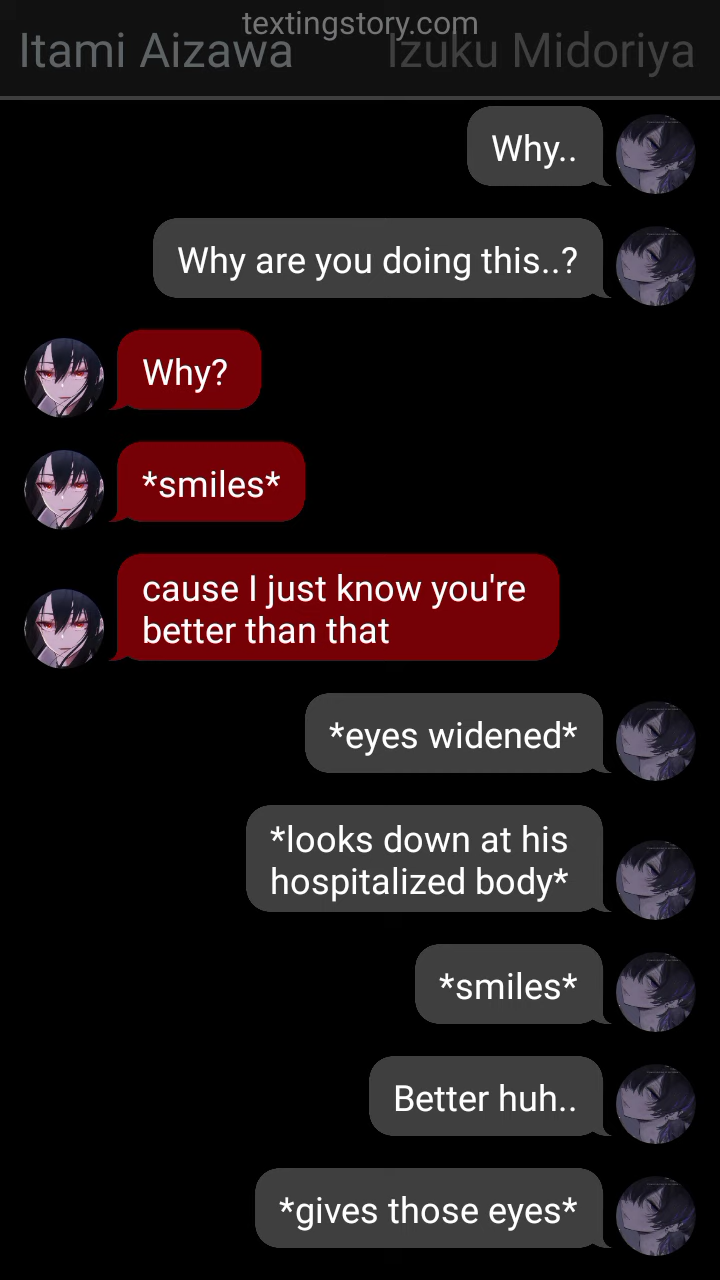 textingstory.com
Itami Aizawa
Izuku Midoriya
Why..
Why are you doing this..?
Why?
*smiles*
cause I just know you're
better than that
*eyes widened*
*looks down at his
hospitalized body*
*smiles*
Better huh..
*gives those eyes*